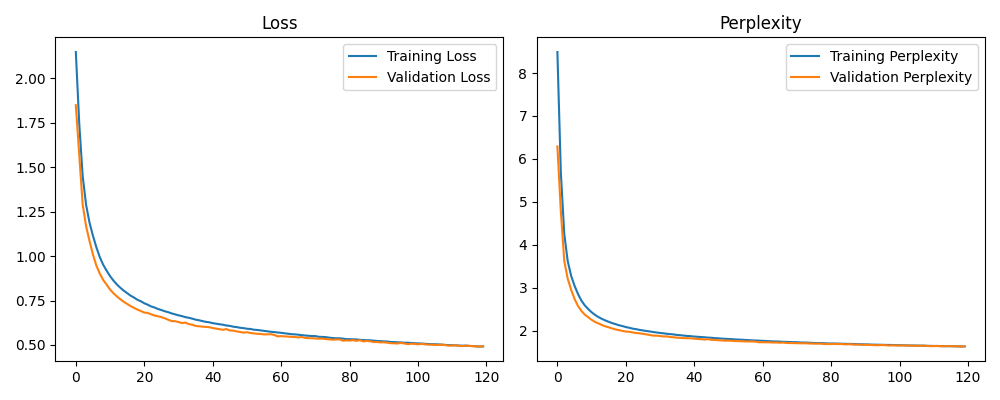 Loss
Training Loss
Validation Loss
2.00
1.75
1.50
1.25
1.00
0.75
0.50
0 20 40 60 80 100 120
Perplexity
Training Perplexity
Validation Perplexity
8
7
6
5
4
3
2
0 20 40 60 80 100 120